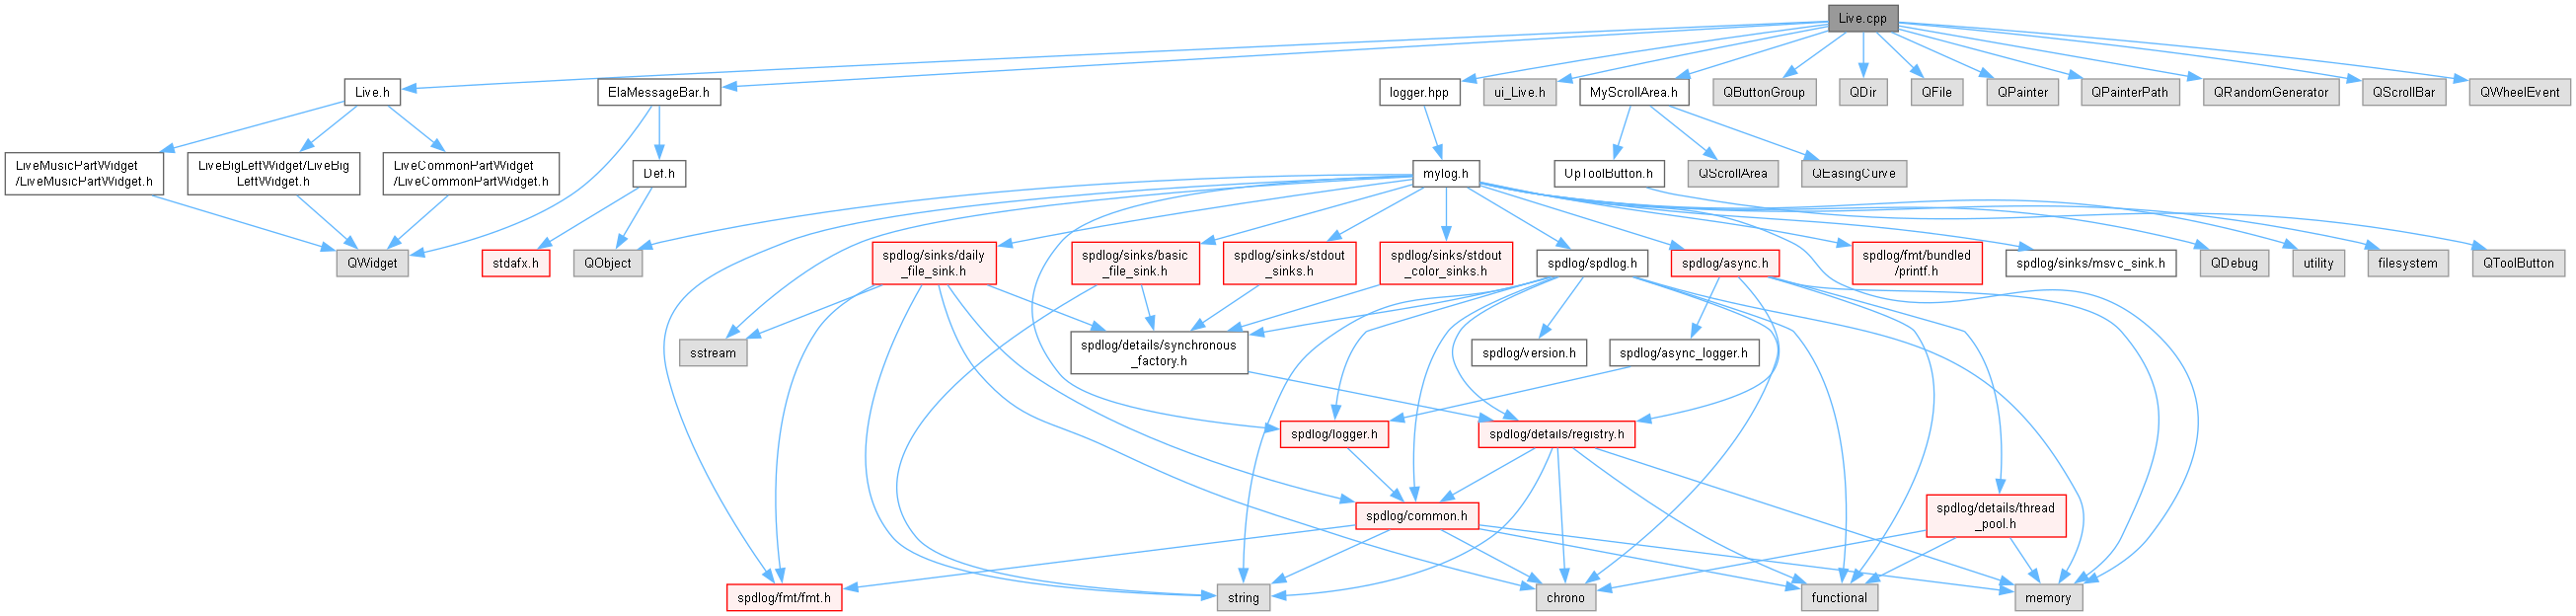 Live.cpp
Live.h
ElaMessageBar.h
logger.hpp
ui_Live.h
MyScrollArea.h
QButtonGroup
QDir
QFile
QPainter
QPainterPath
QRandomGenerator
QScrollBar
QWheelEvent
LiveMusicPartWidget
/LiveMusicPartWidget.h
LiveBigLeftWidget/LiveBig
LeftWidget.h
LiveCommonPartWidget
/LiveCommonPartWidget.h
Def.h
mylog.h
UpToolButton.h
QScrollArea
QEasingCurve
QWidget
stdafx.h
QObject
spdlog/sinks/daily
_file_sink.h
spdlog/sinks/basic
_file_sink.h
spdlog/sinks/stdout
_sinks.h
spdlog/sinks/stdout
_color_sinks.h
spdlog/spdlog.h
spdlog/async.h
spdlog/fmt/bundled
/printf.h
spdlog/sinks/msvc_sink.h
QDebug
utility
filesystem
QToolButton
sstream
spdlog/details/synchronous
_factory.h
spdlog/version.h
spdlog/async_logger.h
spdlog/logger.h
spdlog/details/registry.h
spdlog/common.h
spdlog/details/thread
_pool.h
spdlog/fmt/fmt.h
string
chrono
functional
memory